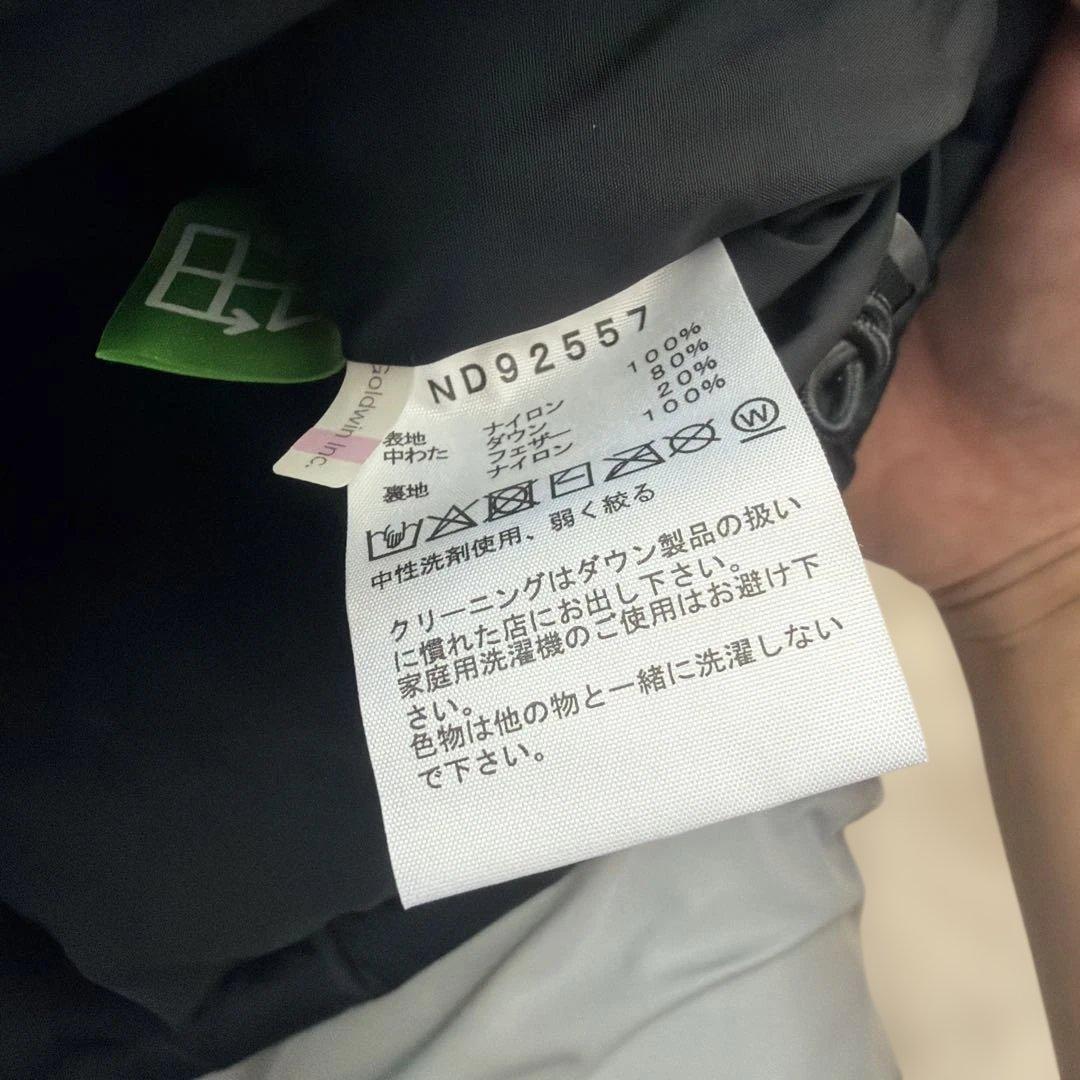 Goldwin Inc.
ND92557
表地 ナイロン 100%
中わた ダウン 80%
フェザー 20%
裏地 ナイロン 100%
W
中性洗剤使用、弱く絞る
クリーニングはダウン製品の扱い
に慣れた店にお出し下さい。
家庭用洗濯機のご使用はお避け下
さい。
色物は他の物と一緒に洗濯しない
で下さい。